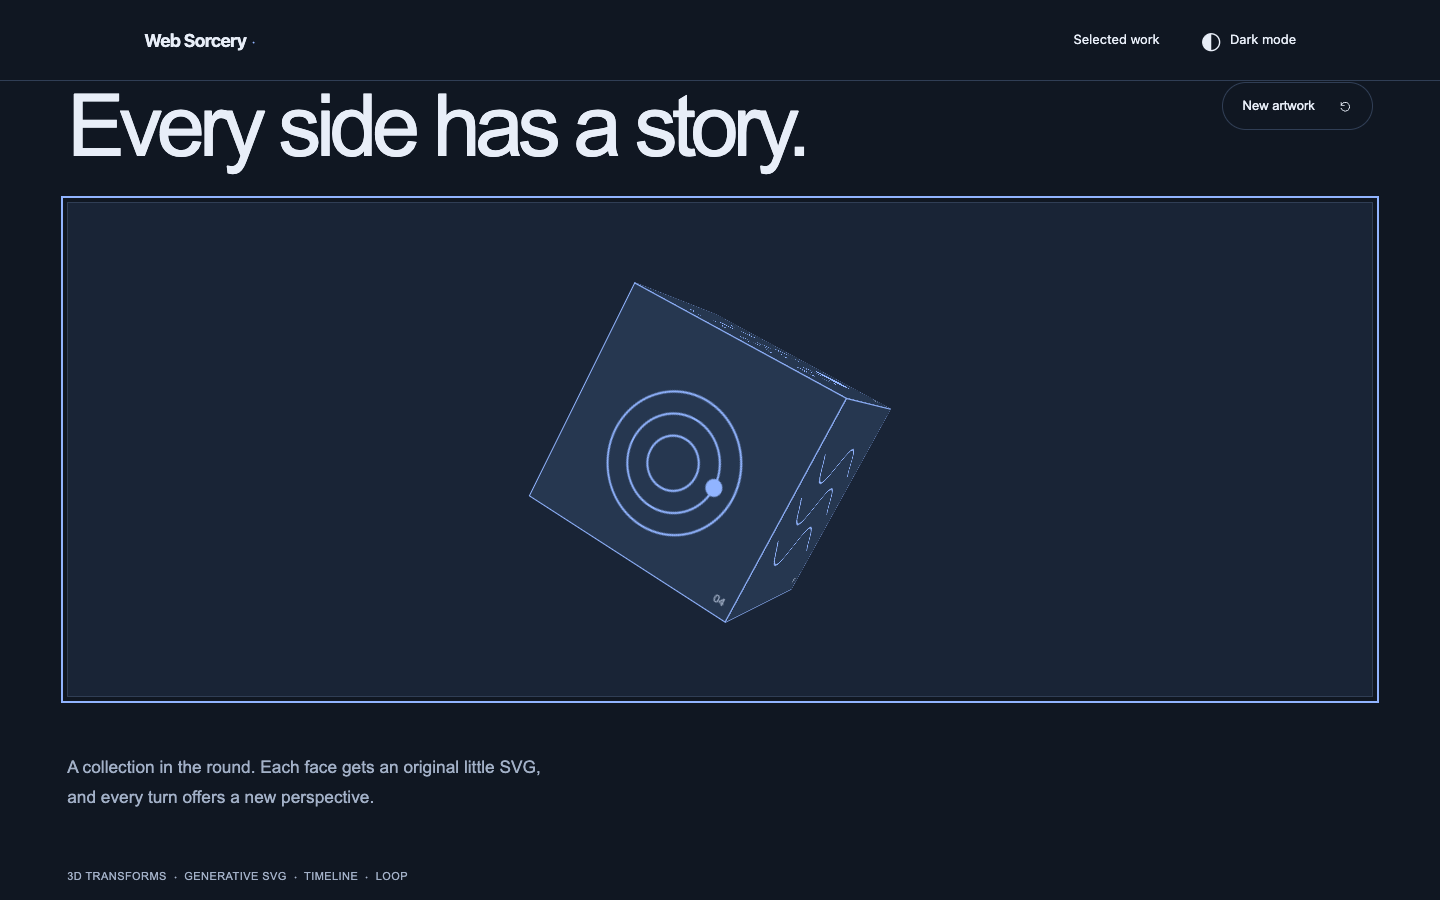 Web Sorcery ·
Selected work
Dark mode
Every side has a story.
New artwork
04
A collection in the round. Each face gets an original little SVG,
and every turn offers a new perspective.
3D TRANSFORMS · GENERATIVE SVG · TIMELINE · LOOP